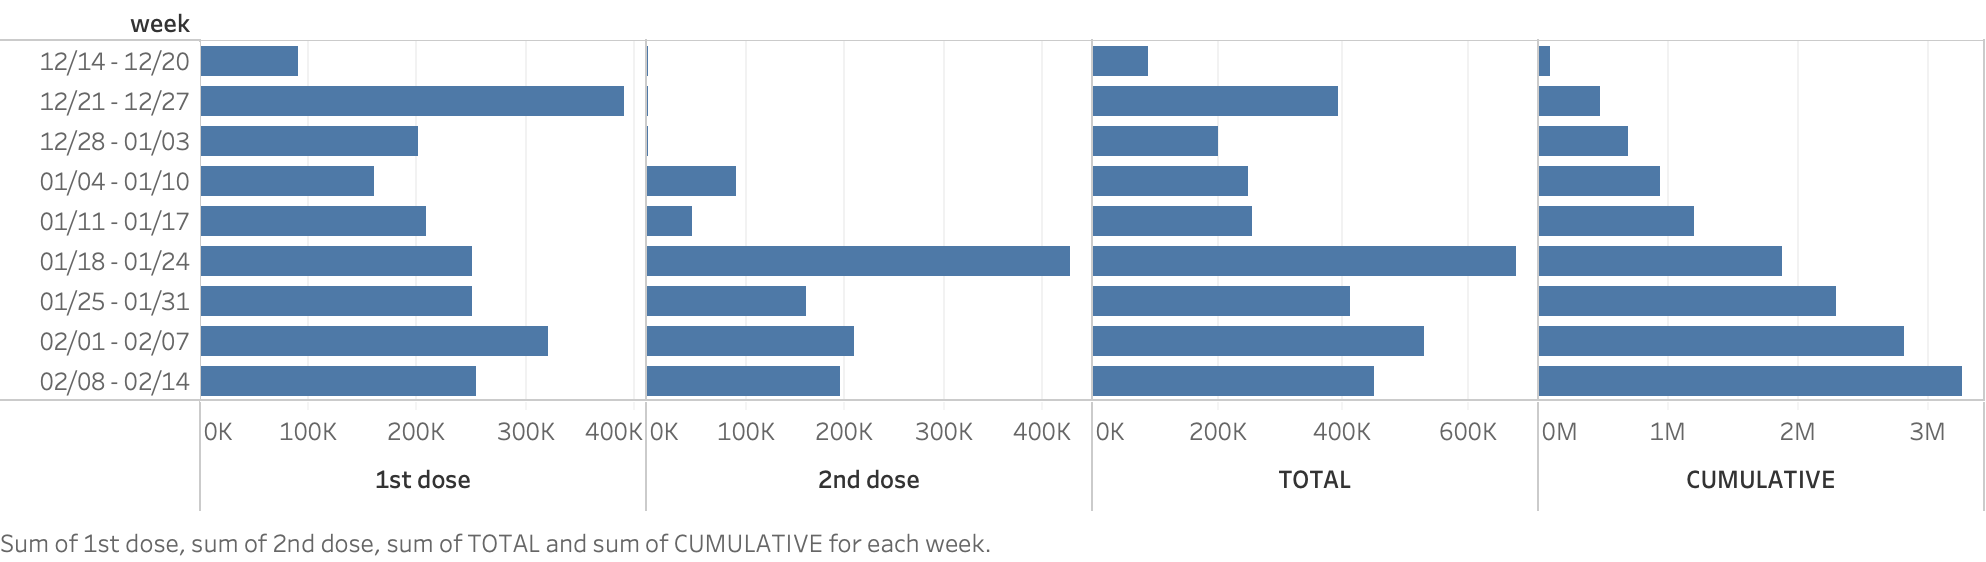 week
12/14 - 12/20
12/21 - 12/27
12/28 - 01/03
01/04 - 01/10
01/11 - 01/17
01/18 - 01/24
01/25 - 01/31
02/01 - 02/07
02/08 - 02/14
0K 100K 200K 300K 400K 0K 100K 200K 300K 400K 0K 200K 400K 600K 0M 1M 2M 3M
1st dose 2nd dose TOTAL CUMULATIVE
Sum of 1st dose, sum of 2nd dose, sum of TOTAL and sum of CUMULATIVE for each week.